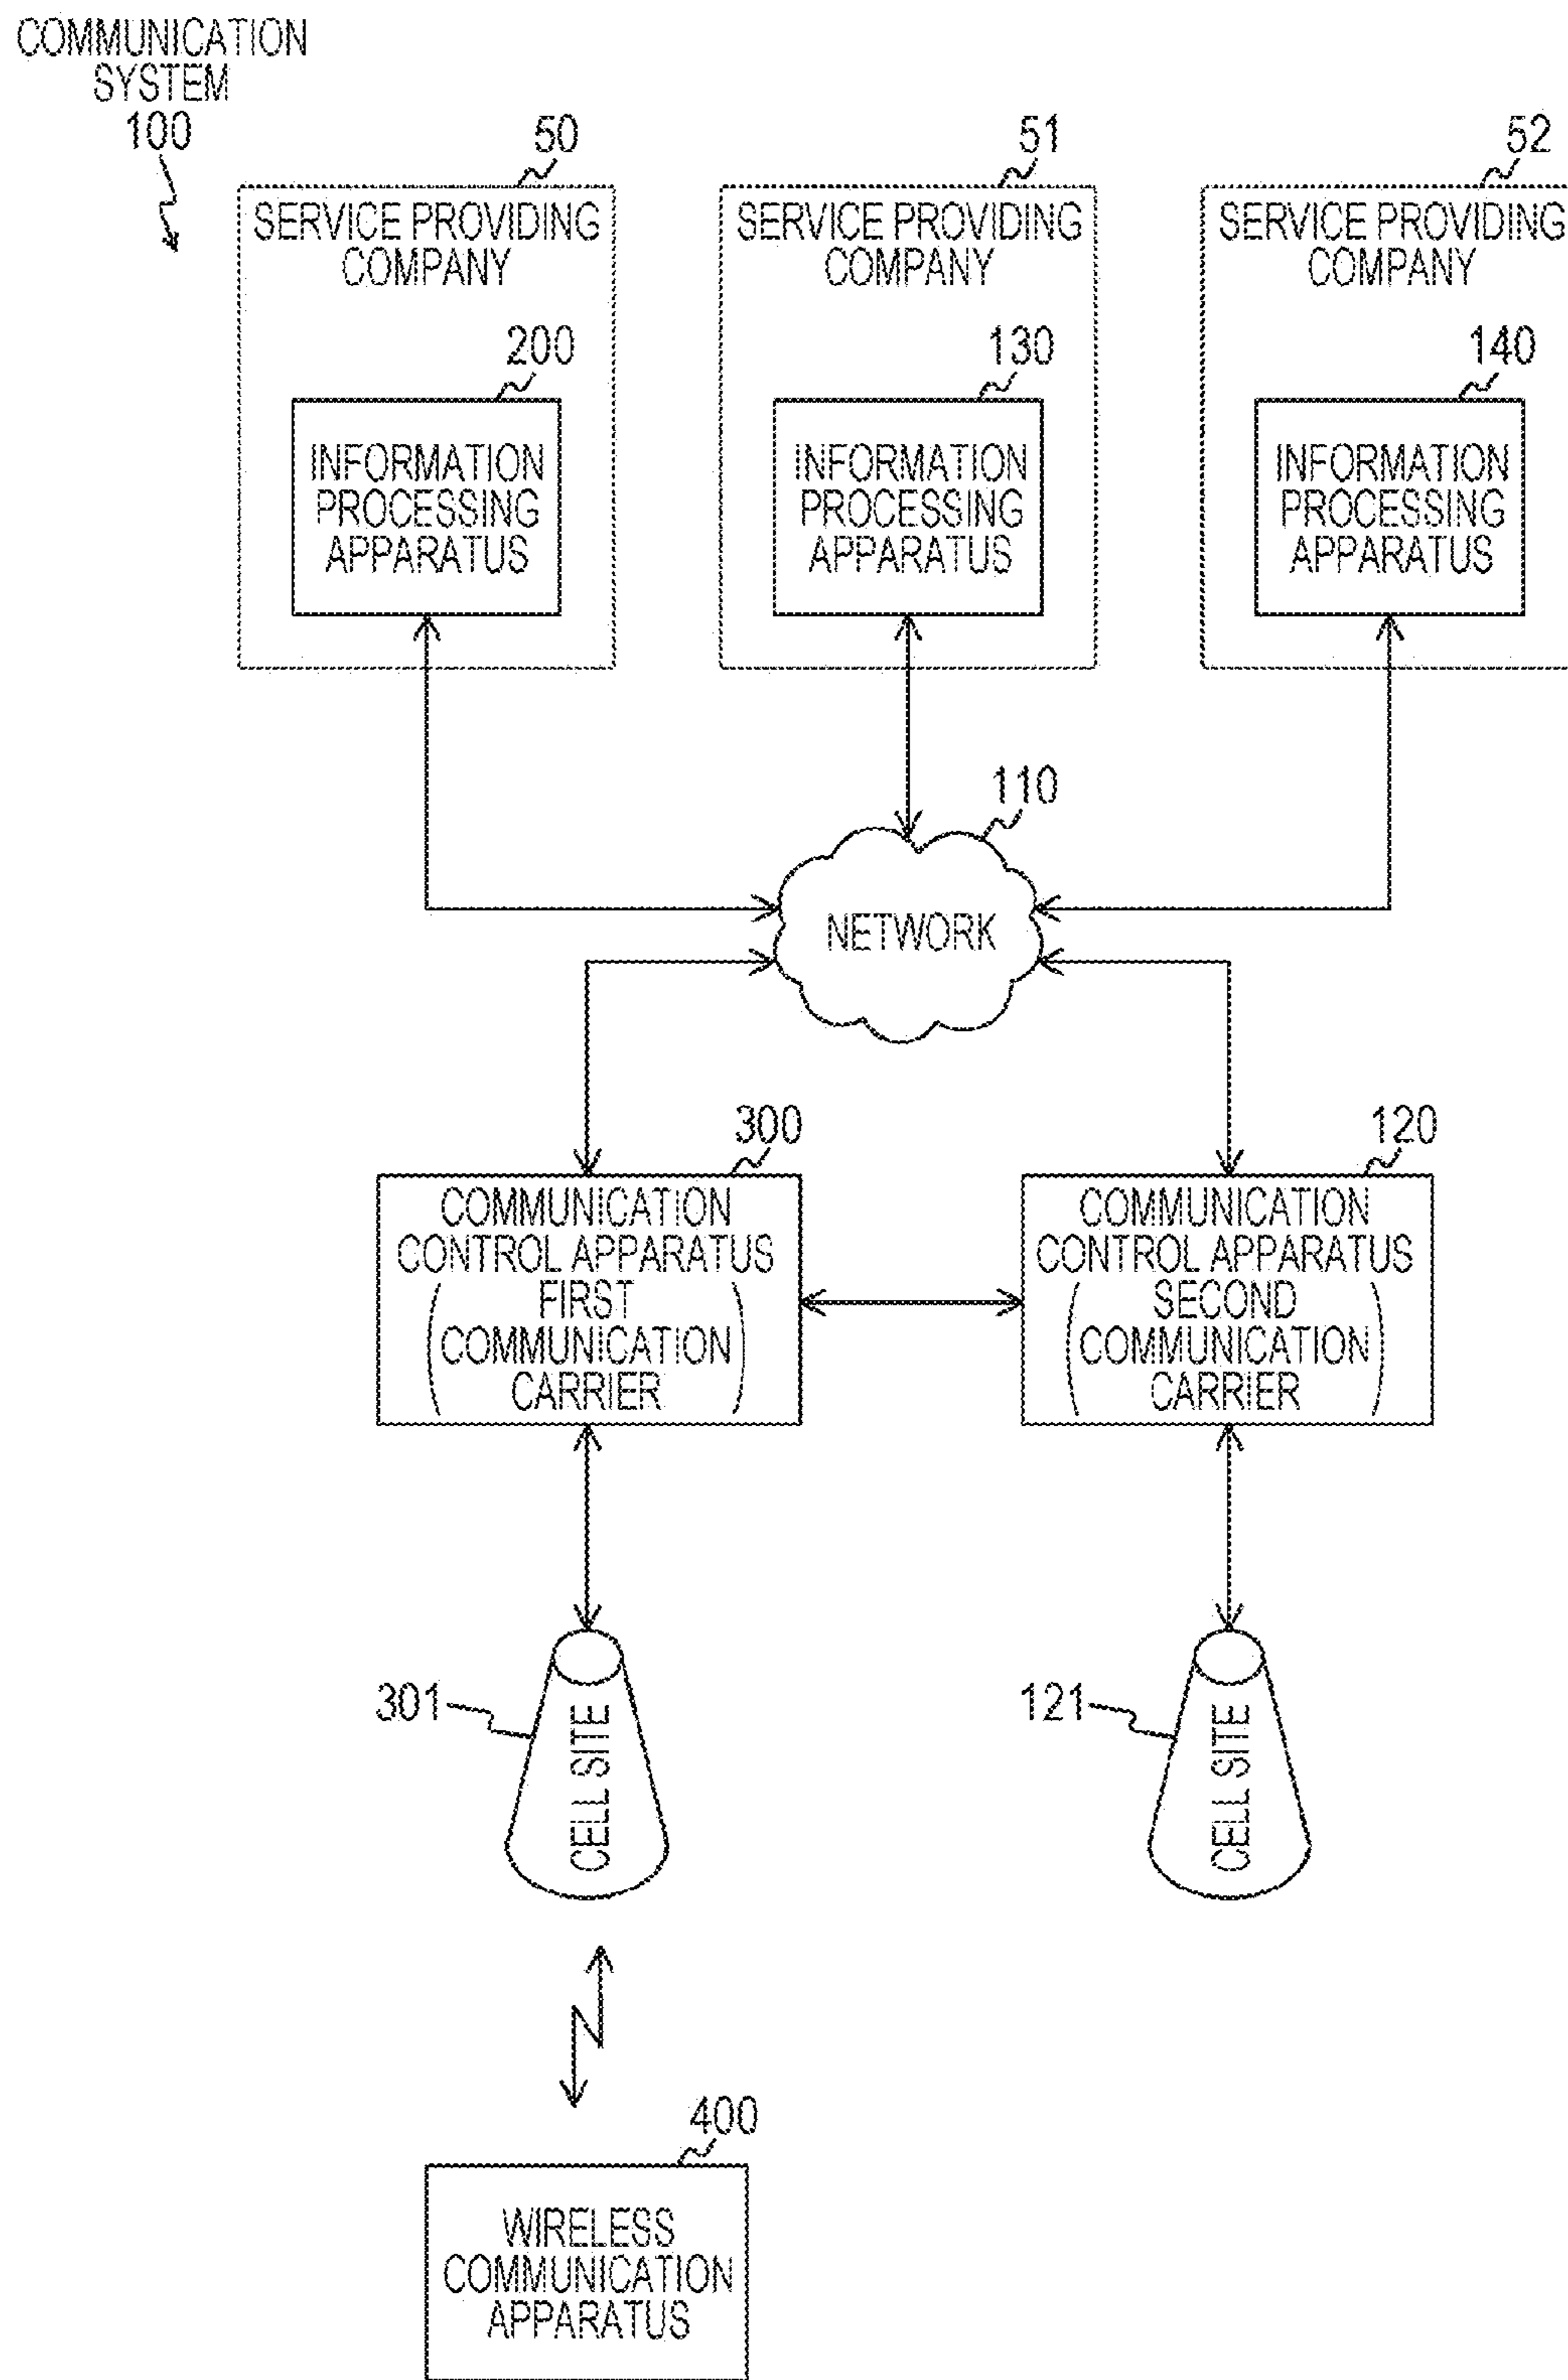 COMMUNICATION
SYSTEM
100
50
51
52
SERVICE PROVIDING
COMPANY
SERVICE PROVIDING
COMPANY
SERVICE PROVIDING
COMPANY
200
130
140
INFORMATION
PROCESSING
APPARATUS
INFORMATION
PROCESSING
APPARATUS
INFORMATION
PROCESSING
APPARATUS
110
NETWORK
300
120
COMMUNICATION
CONTROL APPARATUS
( FIRST
COMMUNICATION
CARRIER )
COMMUNICATION
CONTROL APPARATUS
( SECOND
COMMUNICATION
CARRIER )
301
CELL SITE
121
CELL SITE
400
WIRELESS
COMMUNICATION
APPARATUS